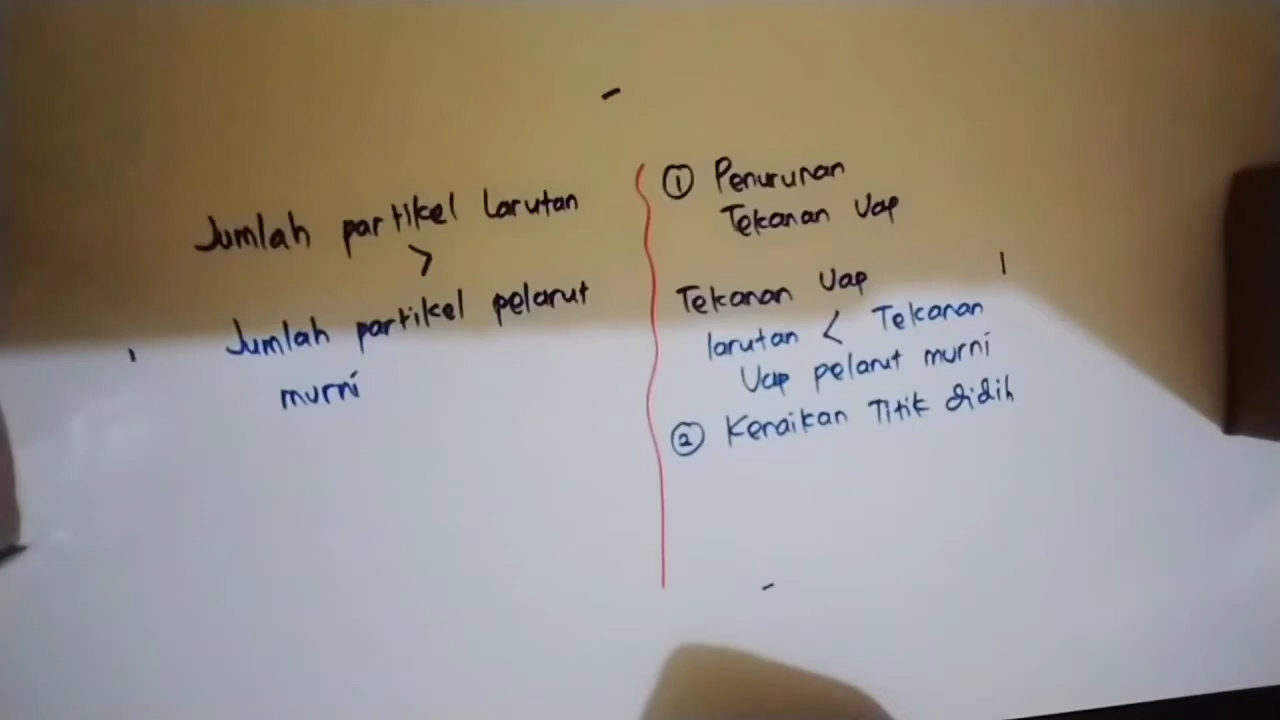 Jumlah partikel Larutan
>
Jumlah partikel pelarut
murni
① Penurunan
Tekanan Uap
Tekanan Uap
larutan < Tekanan
Uap pelarut murni
② Kenaikan Titik didih